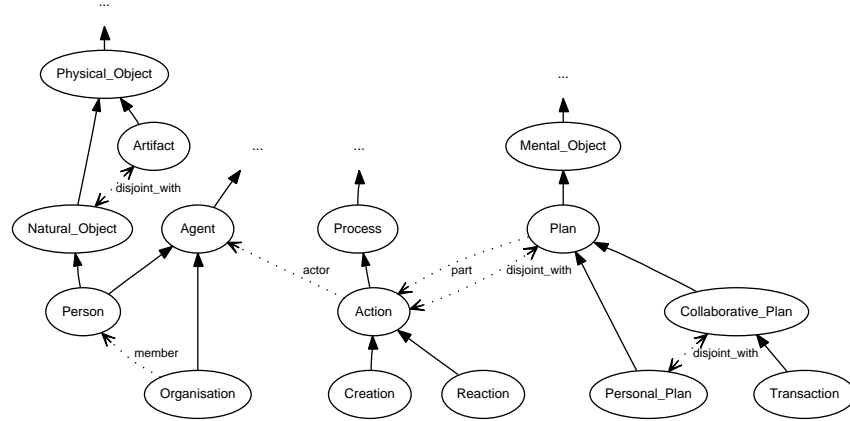 ...
Physical_Object
...
Artifact
...
...
Mental_Object
disjoint_with
Natural_Object
Agent
Process
Plan
actor
part
disjoint_with
Person
Action
Collaborative_Plan
member
disjoint_with
Organisation
Creation
Reaction
Personal_Plan
Transaction